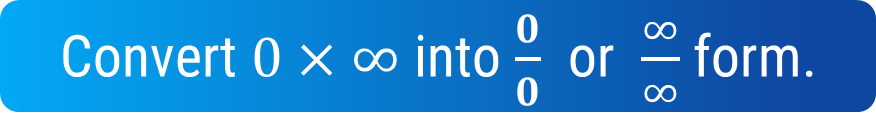 Convert 0 × ∞ into 0/0 or ∞/∞ form.